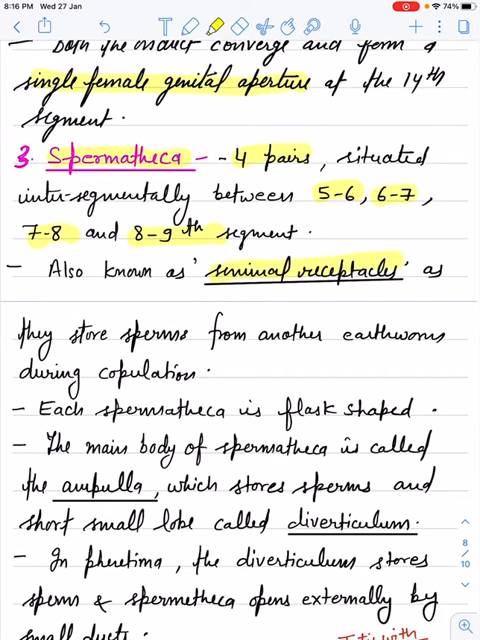 8:16 PM Wed 27 Jan
74%
- Both the oviduct converge and form a
single female genital aperture at the 14th
segment.
3. Spermatheca - - 4 pairs, situated
inter-segmentally between 5-6, 6-7,
7-8 and 8-9th segment.
- Also known as 'seminal receptacles' as
they store sperms from another earthworms
during copulation.
- Each spermatheca is flask shaped.
- The main body of spermatheca is called
the ampulla, which stores sperms and
short small lobe called diverticulum.
- In pheretima, the diverticulum stores
sperms & spermetheca opens externally by
small ducts.
8
/
10